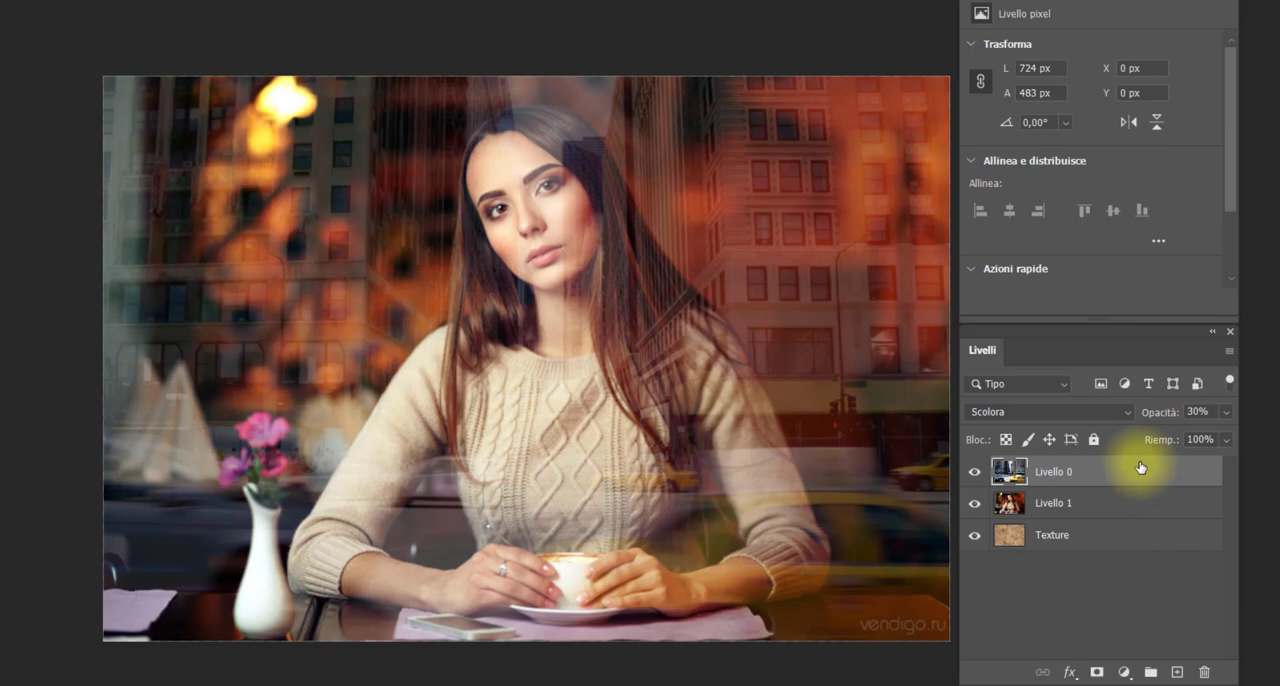 Livello pixel
Trasforma
L 724 px X 0 px
A 483 px Y 0 px
0,00°
Allinea e distribuisce
Allinea:
Azioni rapide
Livelli
Tipo
Scolora Opacità: 30%
Bloc.: Riemp.: 100%
Livello 0
Livello 1
Texture
fx
vendigo.ru